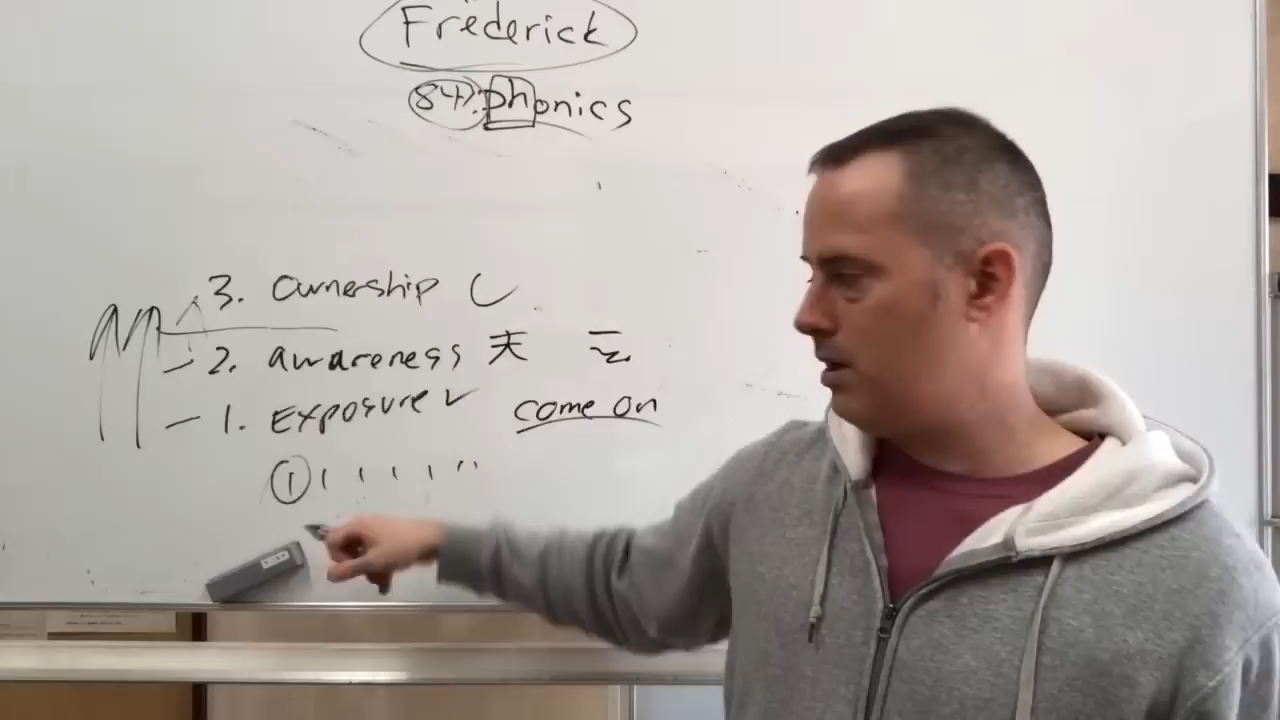 Frederick
84% phonics
3. ownership
2. awareness 天 云
1. Exposure ✓ come on
①